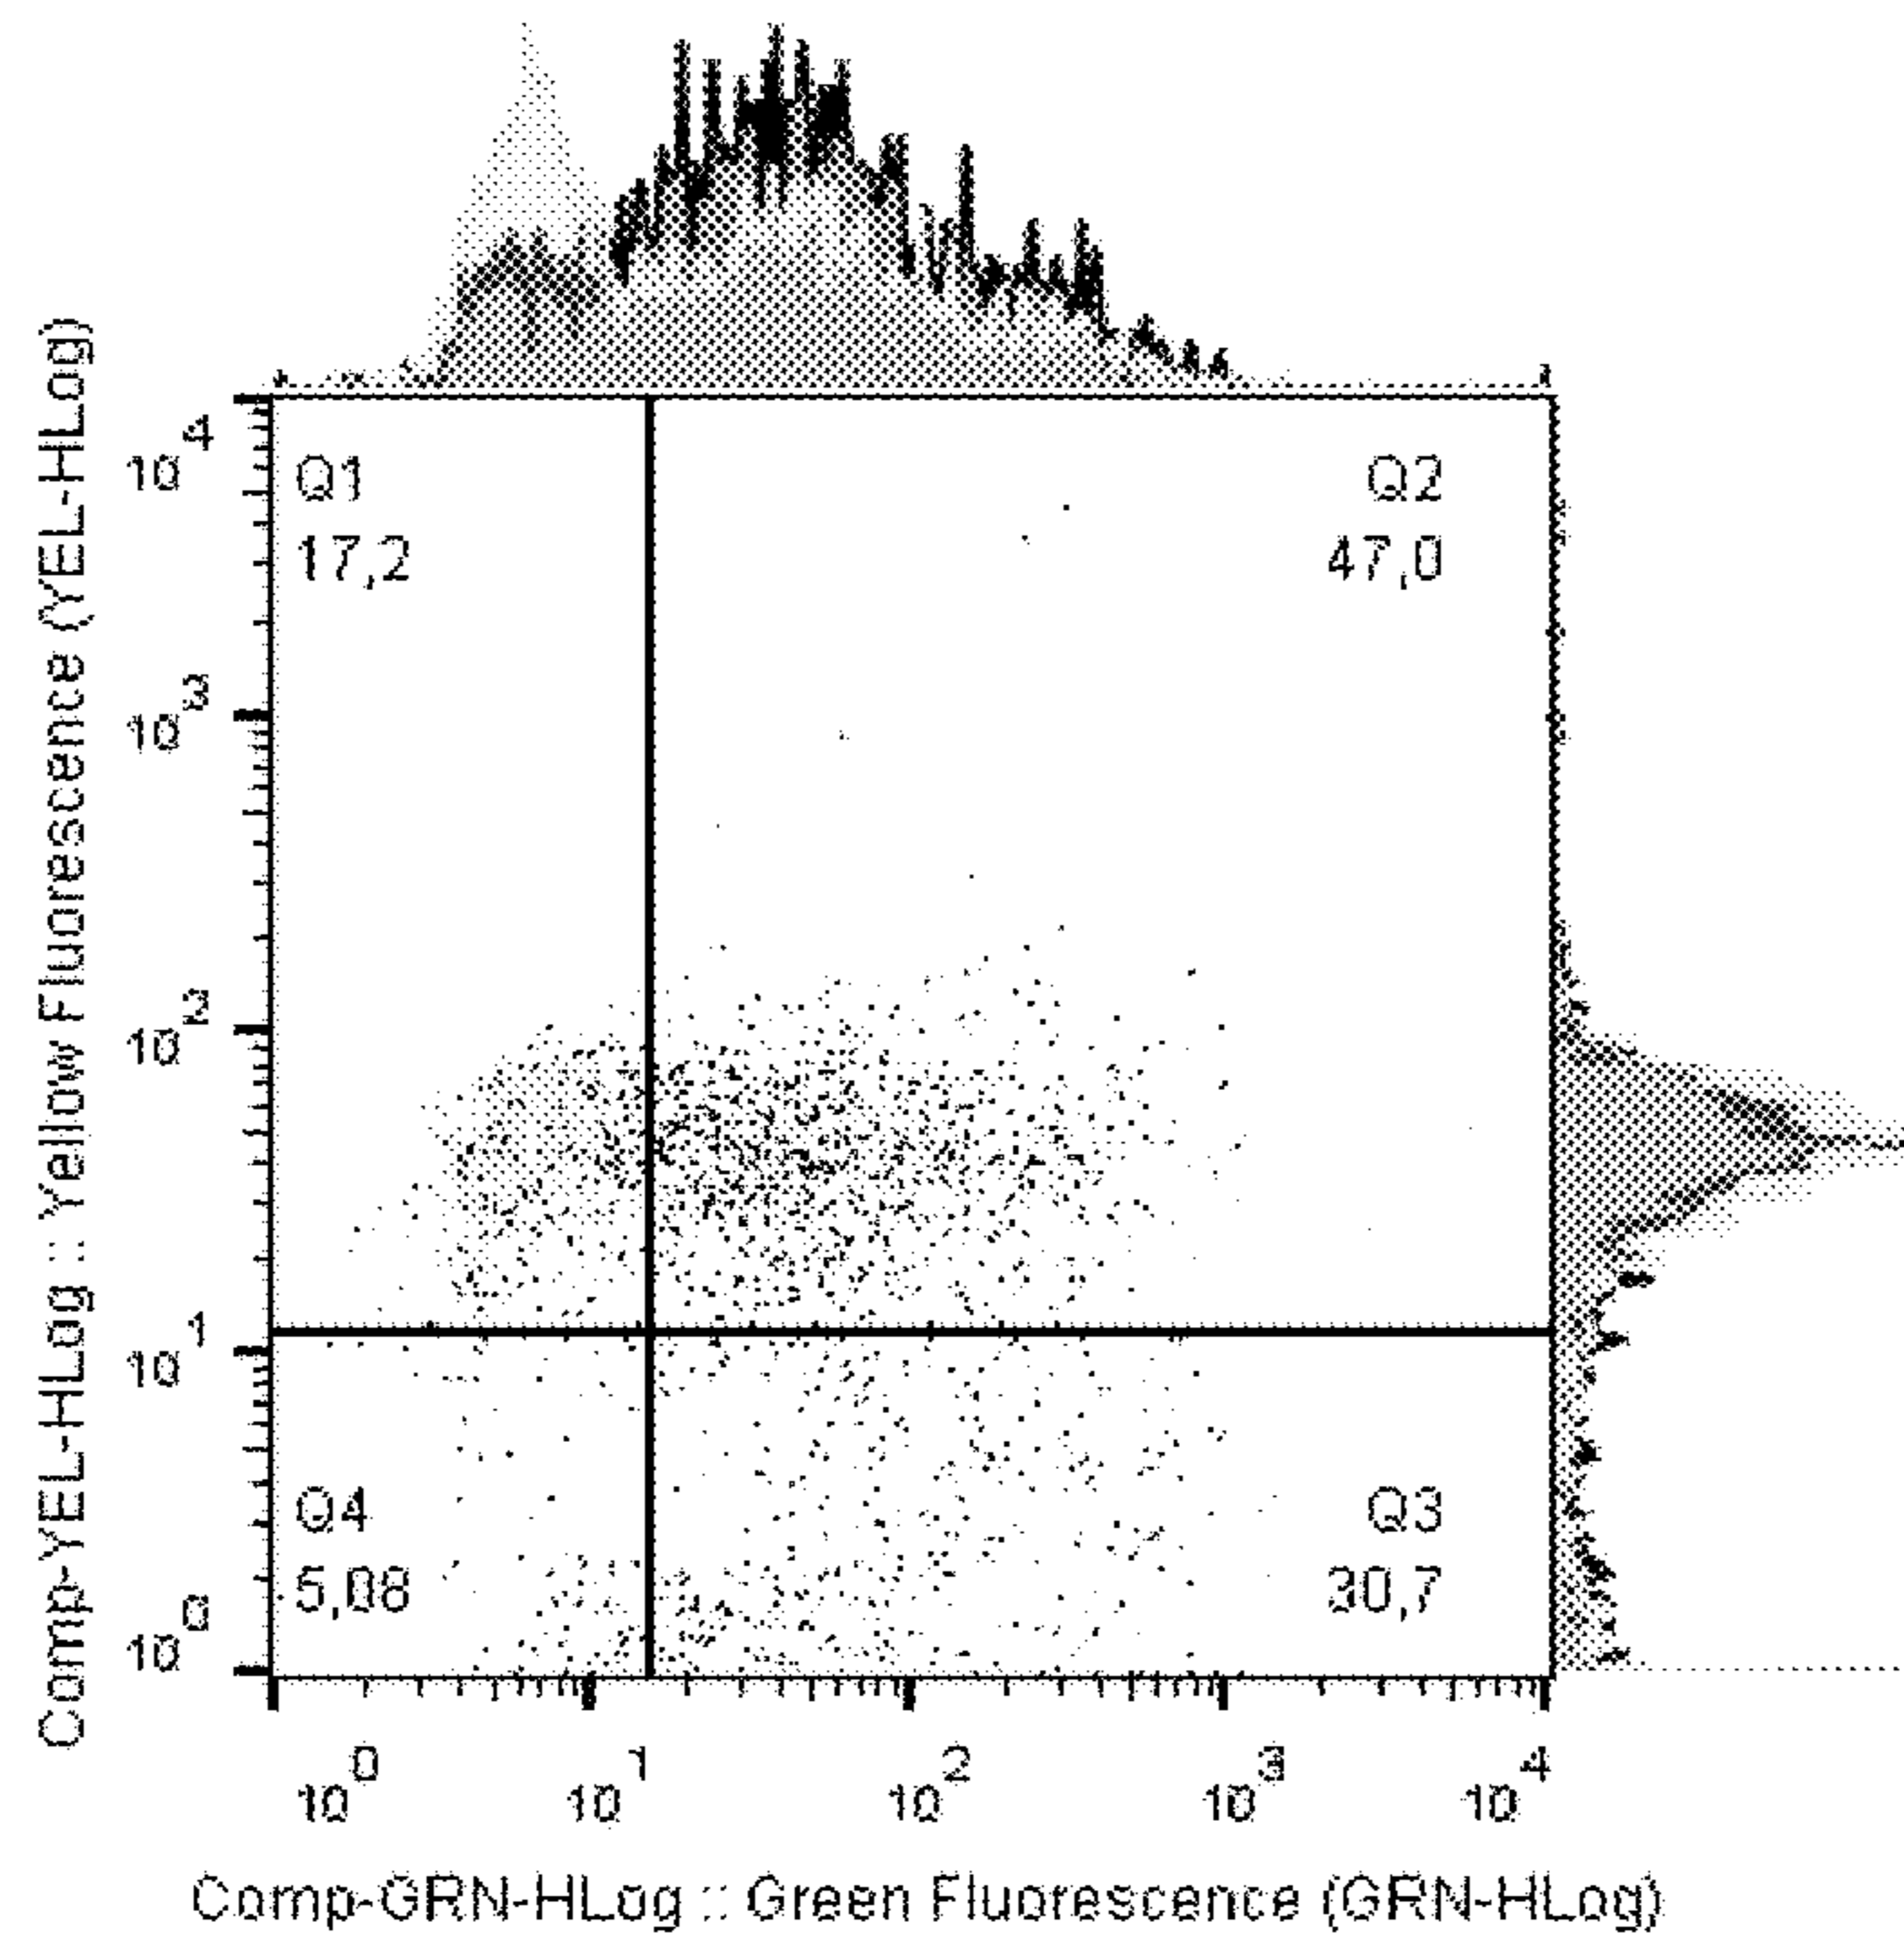 Comp-YEL-HLog :: Yellow Fluorescence (YEL-HLog)
10 4
10 3
10 2
10 1
10 0
Q1
17,2
Q2
47,0
Q4
5,08
Q3
30,7
10 0
10 1
10 2
10 3
10 4
Comp-GRN-HLog :: Green Fluorescence (GRN-HLog)